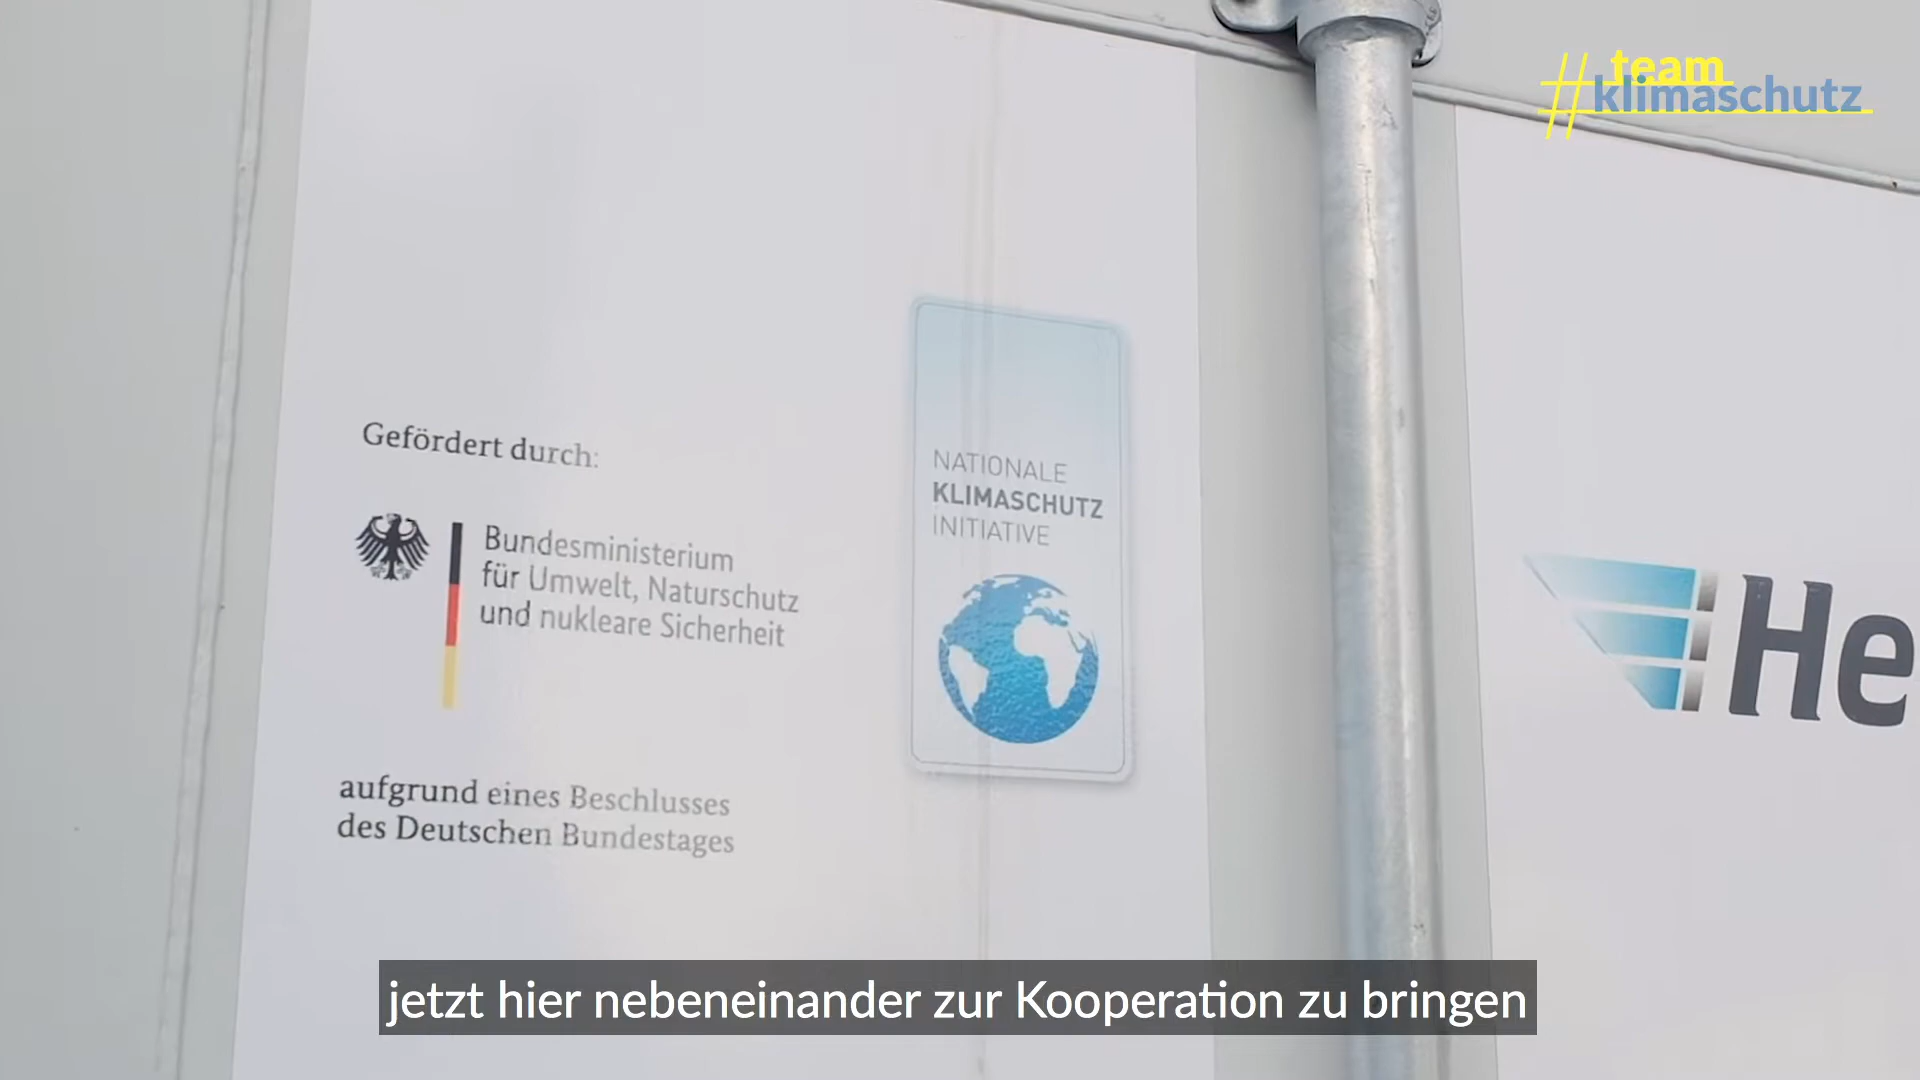 #team
klimaschutz
Gefördert durch:
Bundesministerium
für Umwelt, Naturschutz
und nukleare Sicherheit
aufgrund eines Beschlusses
des Deutschen Bundestages
NATIONALE
KLIMASCHUTZ
INITIATIVE
He
jetzt hier nebeneinander zur Kooperation zu bringen